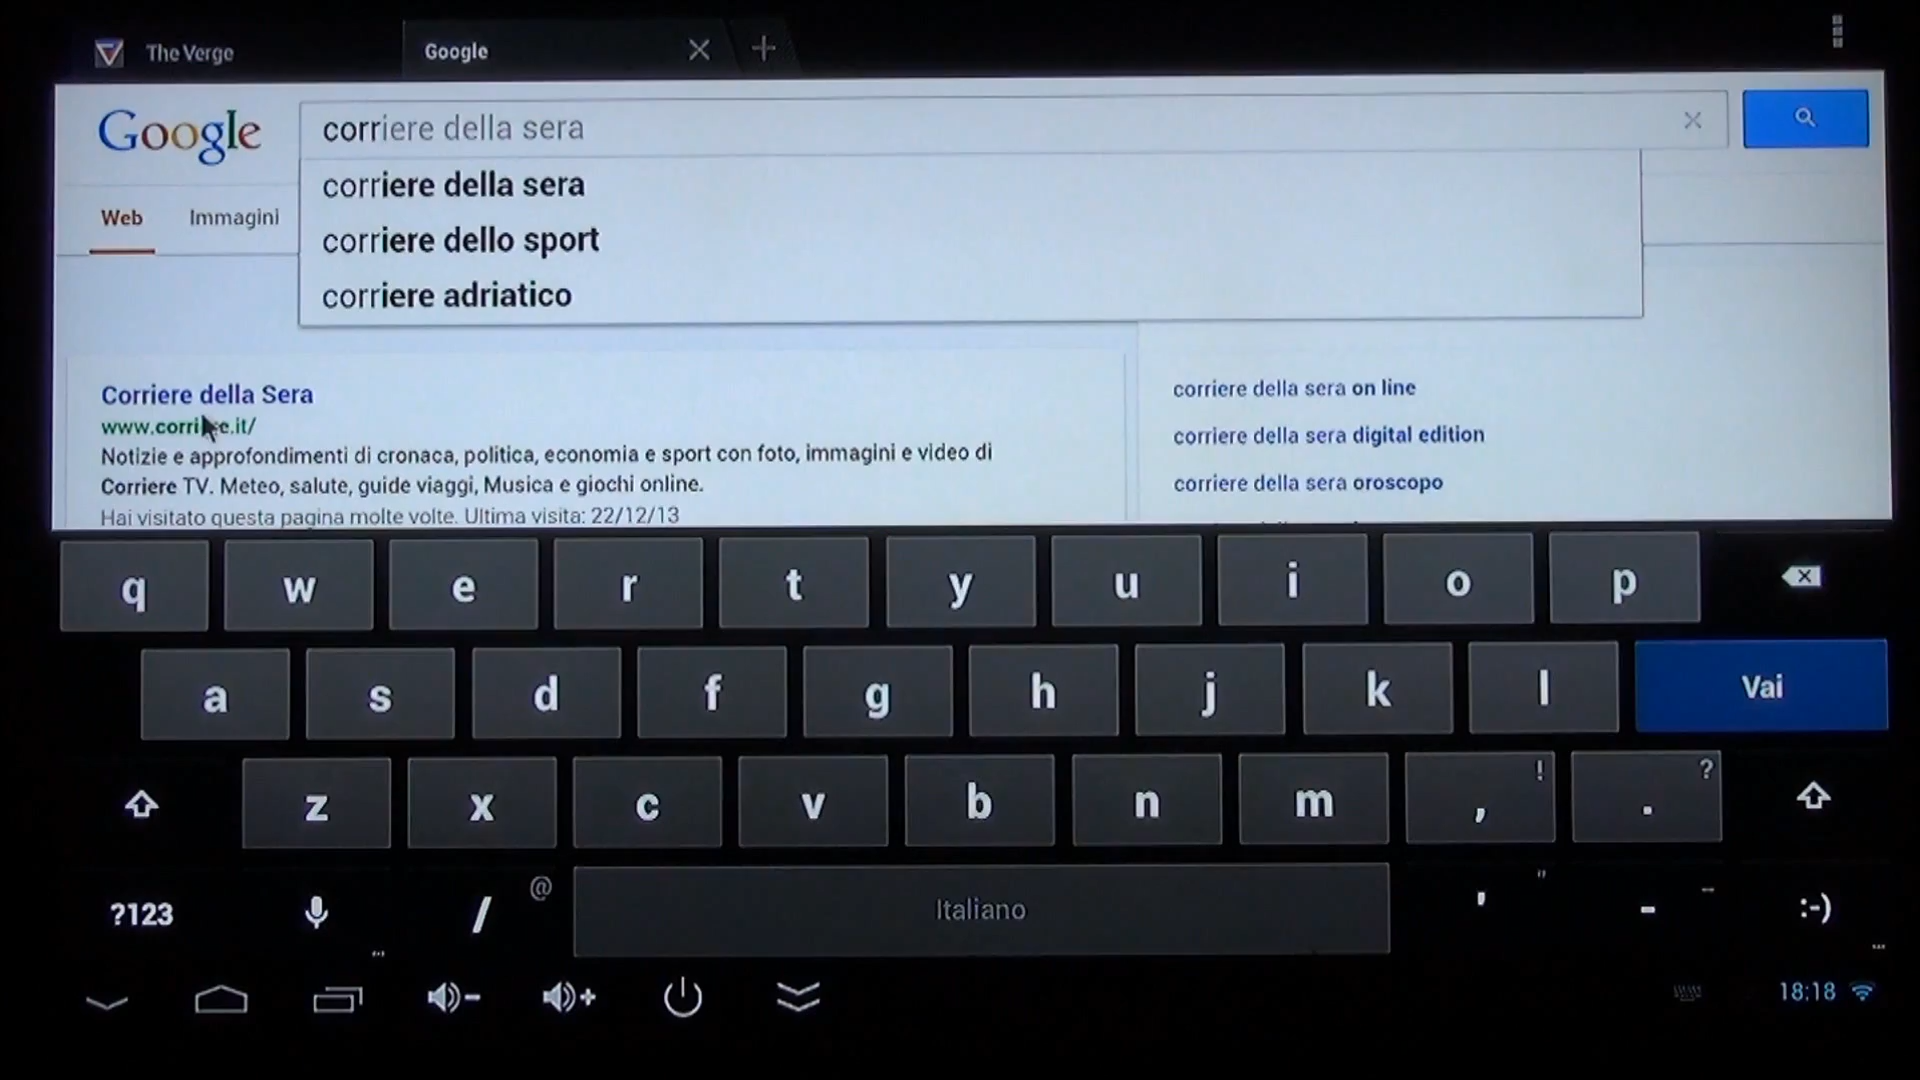 The Verge
Google
Google
corriere della sera
corriere della sera
corriere dello sport
corriere adriatico
Web Immagini
Corriere della Sera
www.corriere.it/
Notizie e approfondimenti di cronaca, politica, economia e sport con foto, immagini e video di
Corriere TV. Meteo, salute, guide viaggi, Musica e giochi online.
Hai visitato questa pagina molte volte. Ultima visita: 22/12/13
corriere della sera on line
corriere della sera digital edition
corriere della sera oroscopo
q w e r t y u i o p
a s d f g h j k l Vai
z x c v b n m , ! . ?
?123 / @ Italiano ' " - _ :-)
18:18